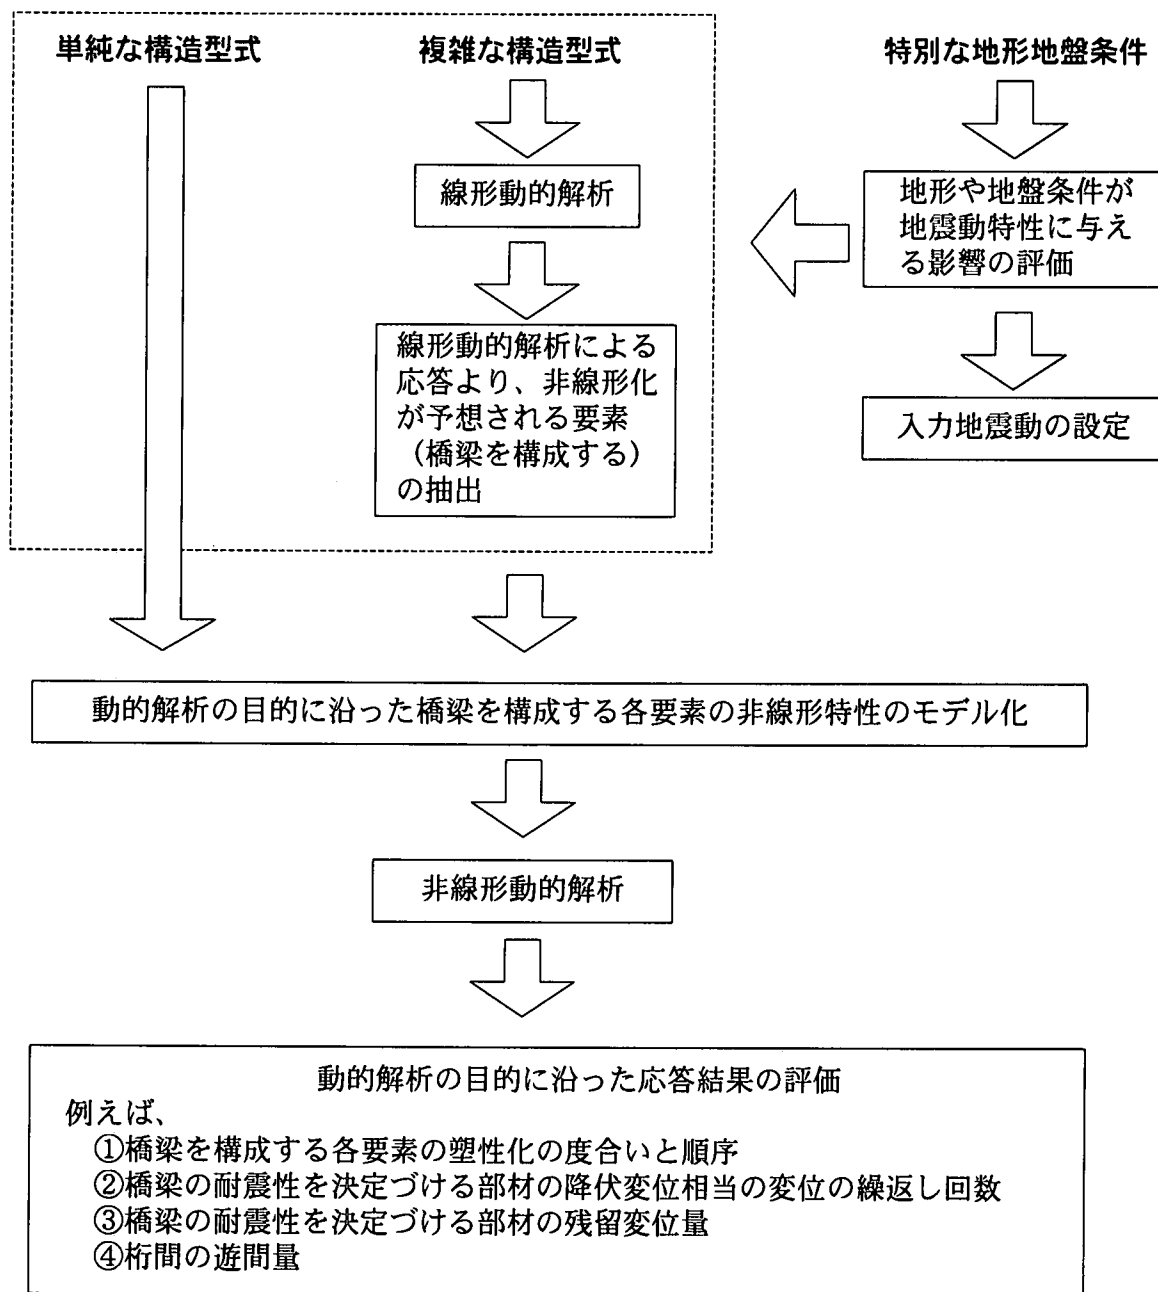 単純な構造型式
複雑な構造型式
特別な地形地盤条件
線形動的解析
地形や地盤条件が
地震動特性に与え
る影響の評価
線形動的解析による
応答より、非線形化
が予想される要素
（橋梁を構成する）
の抽出
入力地震動の設定
動的解析の目的に沿った橋梁を構成する各要素の非線形特性のモデル化
非線形動的解析
動的解析の目的に沿った応答結果の評価
例えば、
①橋梁を構成する各要素の塑性化の度合いと順序
②橋梁の耐震性を決定づける部材の降伏変位相当の変位の繰返し回数
③橋梁の耐震性を決定づける部材の残留変位量
④桁間の遊間量